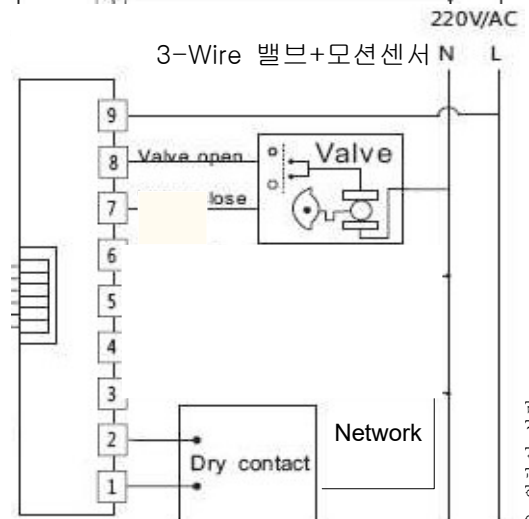 220V/AC
3-Wire 밸브+모션센서 N L
9
8 Valve open Valve
7 lose
6
5
4
3
Network
2
Dry contact
1